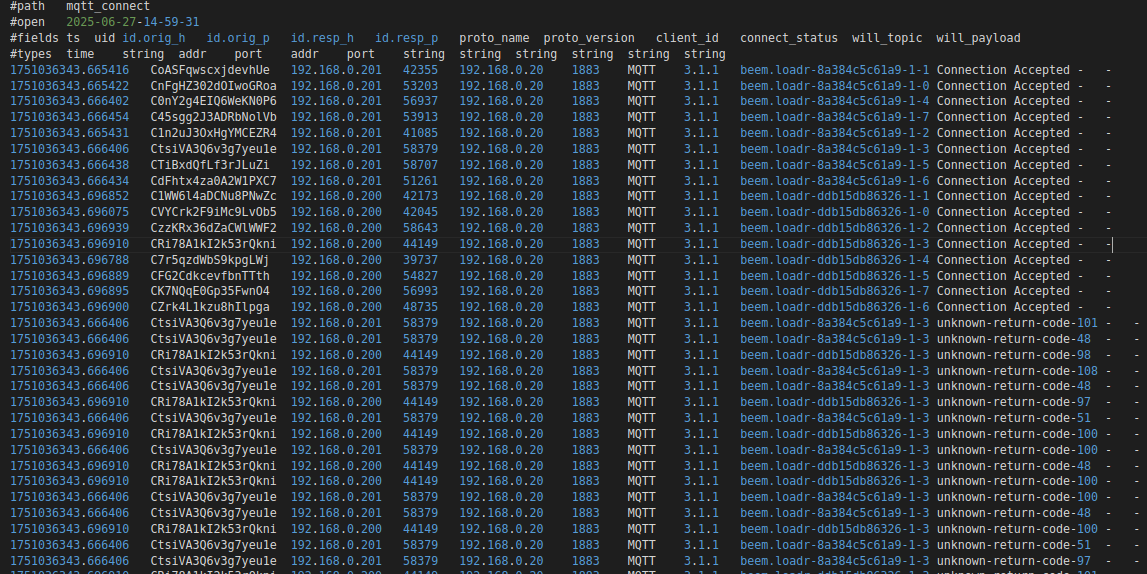 #path mqtt_connect
#open 2025-06-27-14-59-31
#fields ts uid id.orig_h id.orig_p id.resp_h id.resp_p proto_name proto_version client_id connect_status will_topic will_payload
#types time string addr port addr port string string string string string
1751036343.665416 CoASFqwscxjdevhUe 192.168.0.201 42355 192.168.0.20 1883 MQTT 3.1.1 beem.loadr-8a384c5c61a9-1-1 Connection Accepted - -
1751036343.665422 CnFgHZ302dOIwoGRoa 192.168.0.201 53203 192.168.0.20 1883 MQTT 3.1.1 beem.loadr-8a384c5c61a9-1-0 Connection Accepted - -
1751036343.666402 C0nY2g4EIQ6WeKN0P6 192.168.0.201 56937 192.168.0.20 1883 MQTT 3.1.1 beem.loadr-8a384c5c61a9-1-4 Connection Accepted - -
1751036343.666454 C45sgg2J3ADRbNolVb 192.168.0.201 53913 192.168.0.20 1883 MQTT 3.1.1 beem.loadr-8a384c5c61a9-1-7 Connection Accepted - -
1751036343.665431 C1n2uJ3OxHgYMCEZR4 192.168.0.201 41085 192.168.0.20 1883 MQTT 3.1.1 beem.loadr-8a384c5c61a9-1-2 Connection Accepted - -
1751036343.666406 CtsiVA3Q6v3g7yeu1e 192.168.0.201 58379 192.168.0.20 1883 MQTT 3.1.1 beem.loadr-8a384c5c61a9-1-3 Connection Accepted - -
1751036343.666438 CTiBxdQfLf3rJLuZi 192.168.0.201 58707 192.168.0.20 1883 MQTT 3.1.1 beem.loadr-8a384c5c61a9-1-5 Connection Accepted - -
1751036343.666434 CdFhtx4za0A2W1PXC7 192.168.0.201 51261 192.168.0.20 1883 MQTT 3.1.1 beem.loadr-8a384c5c61a9-1-6 Connection Accepted - -
1751036343.696852 C1WW6l4aDCNu8PNwZc 192.168.0.200 42173 192.168.0.20 1883 MQTT 3.1.1 beem.loadr-ddb15db86326-1-1 Connection Accepted - -
1751036343.696075 CVYCrk2F9iMc9LvOb5 192.168.0.200 42045 192.168.0.20 1883 MQTT 3.1.1 beem.loadr-ddb15db86326-1-0 Connection Accepted - -
1751036343.696939 CzzKRx36dZaCWlWWF2 192.168.0.200 58643 192.168.0.20 1883 MQTT 3.1.1 beem.loadr-ddb15db86326-1-2 Connection Accepted - -
1751036343.696910 CRi78A1kI2k53rQkni 192.168.0.200 44149 192.168.0.20 1883 MQTT 3.1.1 beem.loadr-ddb15db86326-1-3 Connection Accepted - -
1751036343.696788 C7r5qzdWbS9kpgLWj 192.168.0.200 39737 192.168.0.20 1883 MQTT 3.1.1 beem.loadr-ddb15db86326-1-4 Connection Accepted - -
1751036343.696889 CFG2CdkcevfbnTTth 192.168.0.200 54827 192.168.0.20 1883 MQTT 3.1.1 beem.loadr-ddb15db86326-1-5 Connection Accepted - -
1751036343.696895 CK7NQqE0Gp35FwnO4 192.168.0.200 56993 192.168.0.20 1883 MQTT 3.1.1 beem.loadr-ddb15db86326-1-7 Connection Accepted - -
1751036343.696900 CZrk4L1kzu8hIlpga 192.168.0.200 48735 192.168.0.20 1883 MQTT 3.1.1 beem.loadr-ddb15db86326-1-6 Connection Accepted - -
1751036343.666406 CtsiVA3Q6v3g7yeu1e 192.168.0.201 58379 192.168.0.20 1883 MQTT 3.1.1 beem.loadr-8a384c5c61a9-1-3 unknown-return-code-101 - -
1751036343.666406 CtsiVA3Q6v3g7yeu1e 192.168.0.201 58379 192.168.0.20 1883 MQTT 3.1.1 beem.loadr-8a384c5c61a9-1-3 unknown-return-code-48 - -
1751036343.696910 CRi78A1kI2k53rQkni 192.168.0.200 44149 192.168.0.20 1883 MQTT 3.1.1 beem.loadr-ddb15db86326-1-3 unknown-return-code-98 - -
1751036343.666406 CtsiVA3Q6v3g7yeu1e 192.168.0.201 58379 192.168.0.20 1883 MQTT 3.1.1 beem.loadr-8a384c5c61a9-1-3 unknown-return-code-108 - -
1751036343.666406 CtsiVA3Q6v3g7yeu1e 192.168.0.201 58379 192.168.0.20 1883 MQTT 3.1.1 beem.loadr-8a384c5c61a9-1-3 unknown-return-code-48 - -
1751036343.696910 CRi78A1kI2k53rQkni 192.168.0.200 44149 192.168.0.20 1883 MQTT 3.1.1 beem.loadr-ddb15db86326-1-3 unknown-return-code-97 - -
1751036343.666406 CtsiVA3Q6v3g7yeu1e 192.168.0.201 58379 192.168.0.20 1883 MQTT 3.1.1 beem.loadr-8a384c5c61a9-1-3 unknown-return-code-51 - -
1751036343.696910 CRi78A1kI2k53rQkni 192.168.0.200 44149 192.168.0.20 1883 MQTT 3.1.1 beem.loadr-ddb15db86326-1-3 unknown-return-code-100 - -
1751036343.666406 CtsiVA3Q6v3g7yeu1e 192.168.0.201 58379 192.168.0.20 1883 MQTT 3.1.1 beem.loadr-8a384c5c61a9-1-3 unknown-return-code-100 - -
1751036343.696910 CRi78A1kI2k53rQkni 192.168.0.200 44149 192.168.0.20 1883 MQTT 3.1.1 beem.loadr-ddb15db86326-1-3 unknown-return-code-48 - -
1751036343.696910 CRi78A1kI2k53rQkni 192.168.0.200 44149 192.168.0.20 1883 MQTT 3.1.1 beem.loadr-ddb15db86326-1-3 unknown-return-code-100 - -
1751036343.666406 CtsiVA3Q6v3g7yeu1e 192.168.0.201 58379 192.168.0.20 1883 MQTT 3.1.1 beem.loadr-8a384c5c61a9-1-3 unknown-return-code-100 - -
1751036343.666406 CtsiVA3Q6v3g7yeu1e 192.168.0.201 58379 192.168.0.20 1883 MQTT 3.1.1 beem.loadr-8a384c5c61a9-1-3 unknown-return-code-48 - -
1751036343.696910 CRi78A1kI2k53rQkni 192.168.0.200 44149 192.168.0.20 1883 MQTT 3.1.1 beem.loadr-ddb15db86326-1-3 unknown-return-code-100 - -
1751036343.666406 CtsiVA3Q6v3g7yeu1e 192.168.0.201 58379 192.168.0.20 1883 MQTT 3.1.1 beem.loadr-8a384c5c61a9-1-3 unknown-return-code-51 - -
1751036343.666406 CtsiVA3Q6v3g7yeu1e 192.168.0.201 58379 192.168.0.20 1883 MQTT 3.1.1 beem.loadr-8a384c5c61a9-1-3 unknown-return-code-97 - -